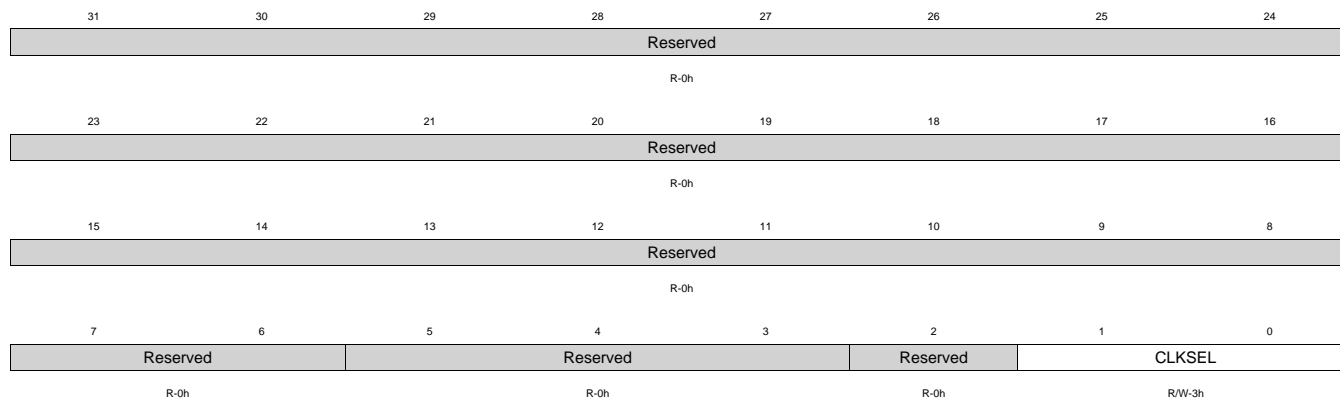 31 30 29 28 27 26 25 24
Reserved
R-0h
23 22 21 20 19 18 17 16
Reserved
R-0h
15 14 13 12 11 10 9 8
Reserved
R-0h
7 6 5 4 3 2 1 0
Reserved Reserved Reserved CLKSEL
R-0h R-0h R-0h R/W-3h